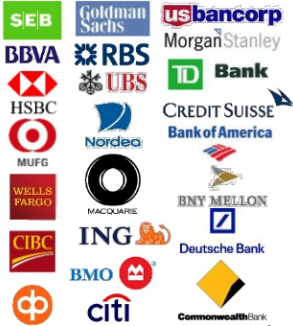 S|E|B
Goldman
Sachs
usbancorp
Morgan Stanley
BBVA
RBS
TD Bank
UBS
HSBC
CREDIT SUISSE
Nordea
Bank of America
MUFG
WELLS
FARGO
MACQUARIE
BNY MELLON
CIBC
ING
Deutsche Bank
BMO
citi
CommonwealthBank